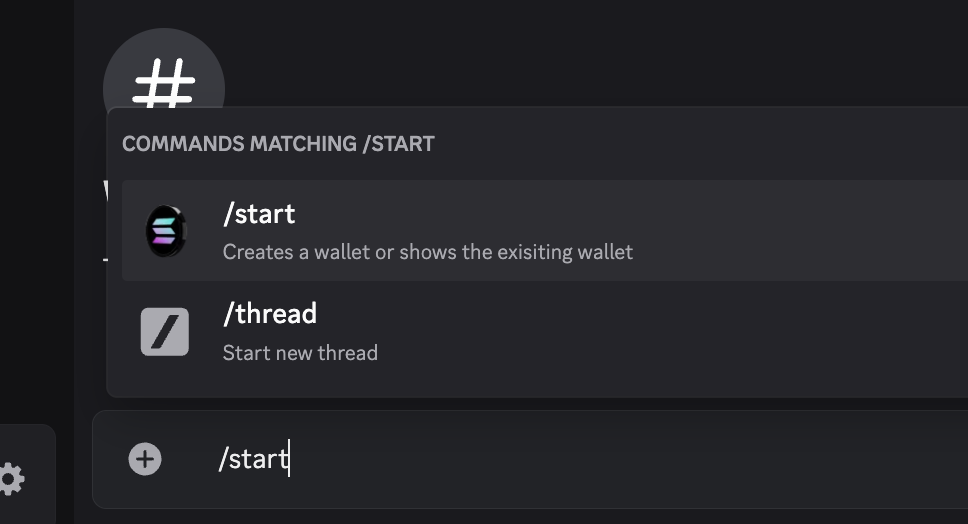 COMMANDS MATCHING /START
/start
Creates a wallet or shows the exisiting wallet
/thread
Start new thread
/start